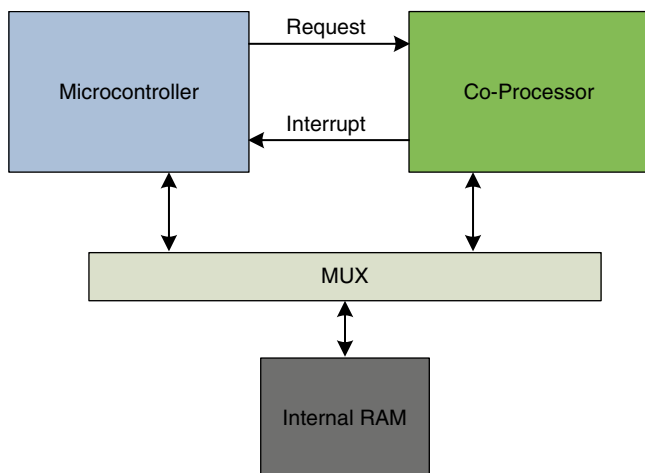 Request
Microcontroller
Co-Processor
Interrupt
MUX
Internal RAM